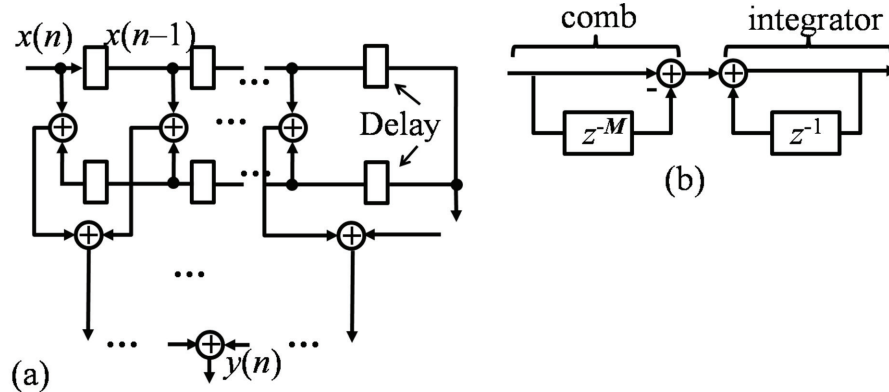 comb
integrator
x(n)
x(n–1)
...
...
Delay
...
-
z^-M
z^-1
(b)
...
...
...
y(n)
(a)